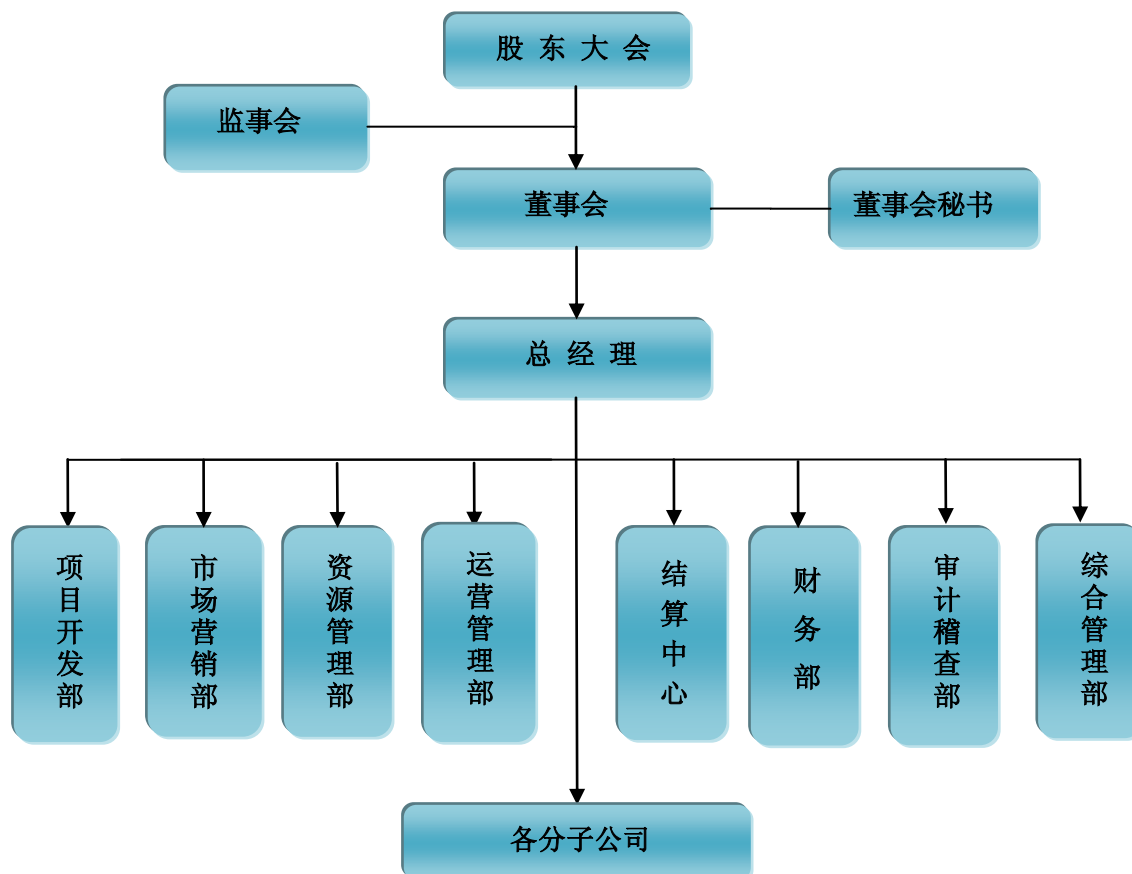 股 东 大 会
监事会
董事会
董事会秘书
总 经 理
项目开发部
市场营销部
资源管理部
运营管理部
结算中心
财务部
审计稽查部
综合管理部
各分子公司